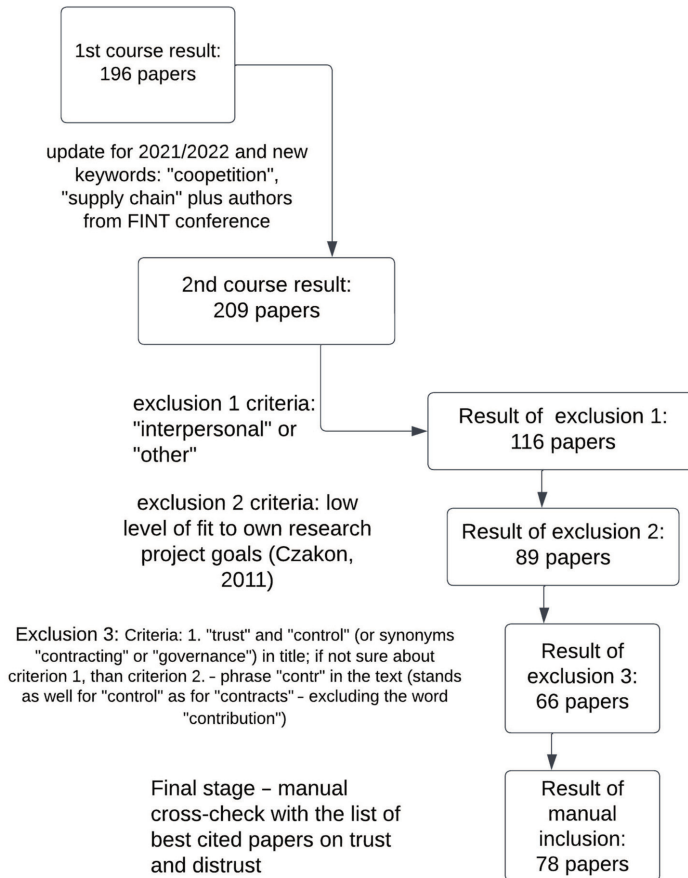 1st course result:
196 papers
update for 2021/2022 and new
keywords: "coopetition",
"supply chain" plus authors
from FINT conference
2nd course result:
209 papers
exclusion 1 criteria:
"interpersonal" or
"other"
Result of exclusion 1:
116 papers
exclusion 2 criteria: low
level of fit to own research
project goals (Czakon,
2011)
Result of exclusion 2:
89 papers
Exclusion 3: Criteria: 1. "trust" and "control" (or synonyms
"contracting" or "governance") in title; if not sure about
criterion 1, than criterion 2. – phrase "contr" in the text (stands
as well for "control" as for "contracts" – excluding the word
"contribution")
Result of
exclusion 3:
66 papers
Final stage – manual
cross-check with the list of
best cited papers on trust
and distrust
Result of
manual
inclusion:
78 papers